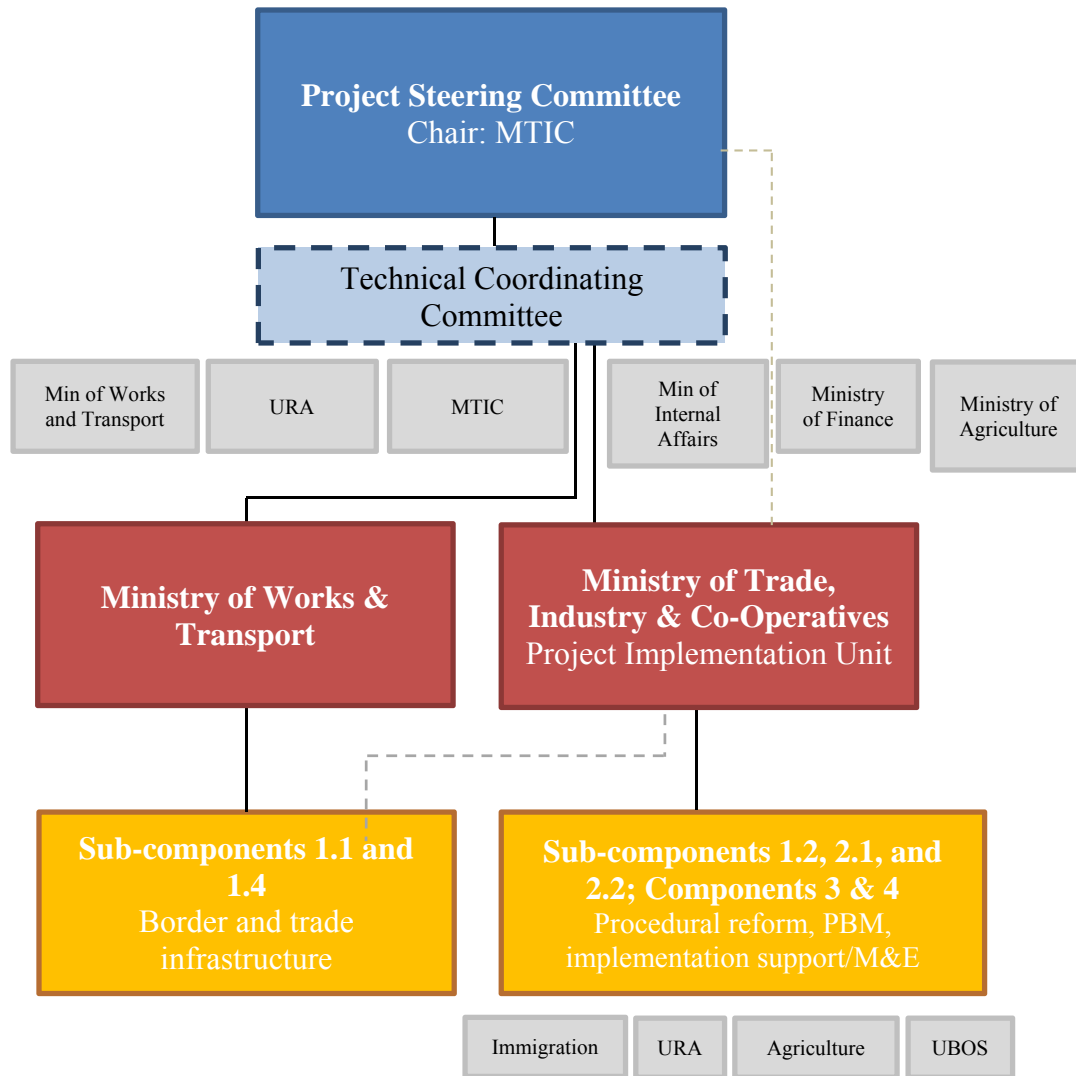 Project Steering Committee
Chair: MTIC
Technical Coordinating
Committee
Min of Works
and Transport
URA
MTIC
Min of
Internal
Affairs
Ministry
of Finance
Ministry of
Agriculture
Ministry of Works &
Transport
Ministry of Trade,
Industry & Co-Operatives
Project Implementation Unit
Sub-components 1.1 and
1.4
Border and trade
infrastructure
Sub-components 1.2, 2.1, and
2.2; Components 3 & 4
Procedural reform, PBM,
implementation support/M&E
Immigration
URA
Agriculture
UBOS